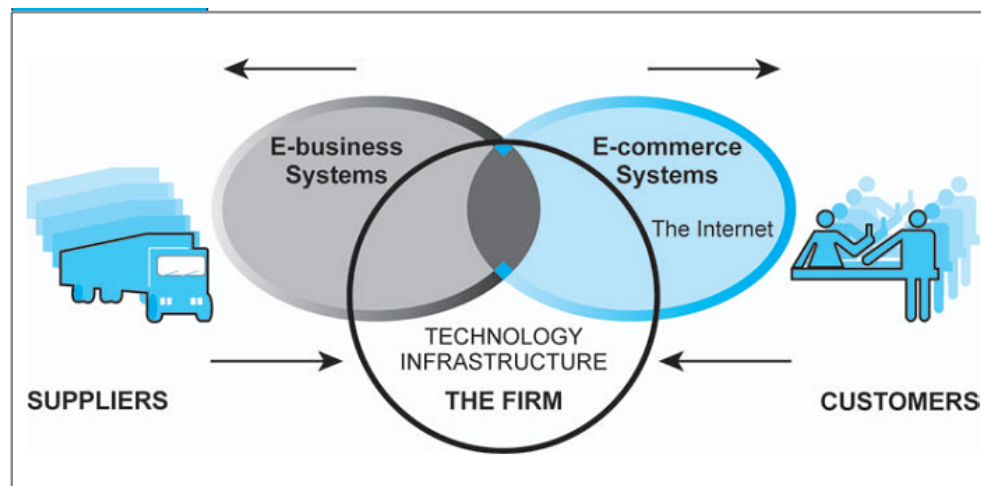 E-business
Systems
E-commerce
Systems
The Internet
TECHNOLOGY
INFRASTRUCTURE
THE FIRM
SUPPLIERS
CUSTOMERS